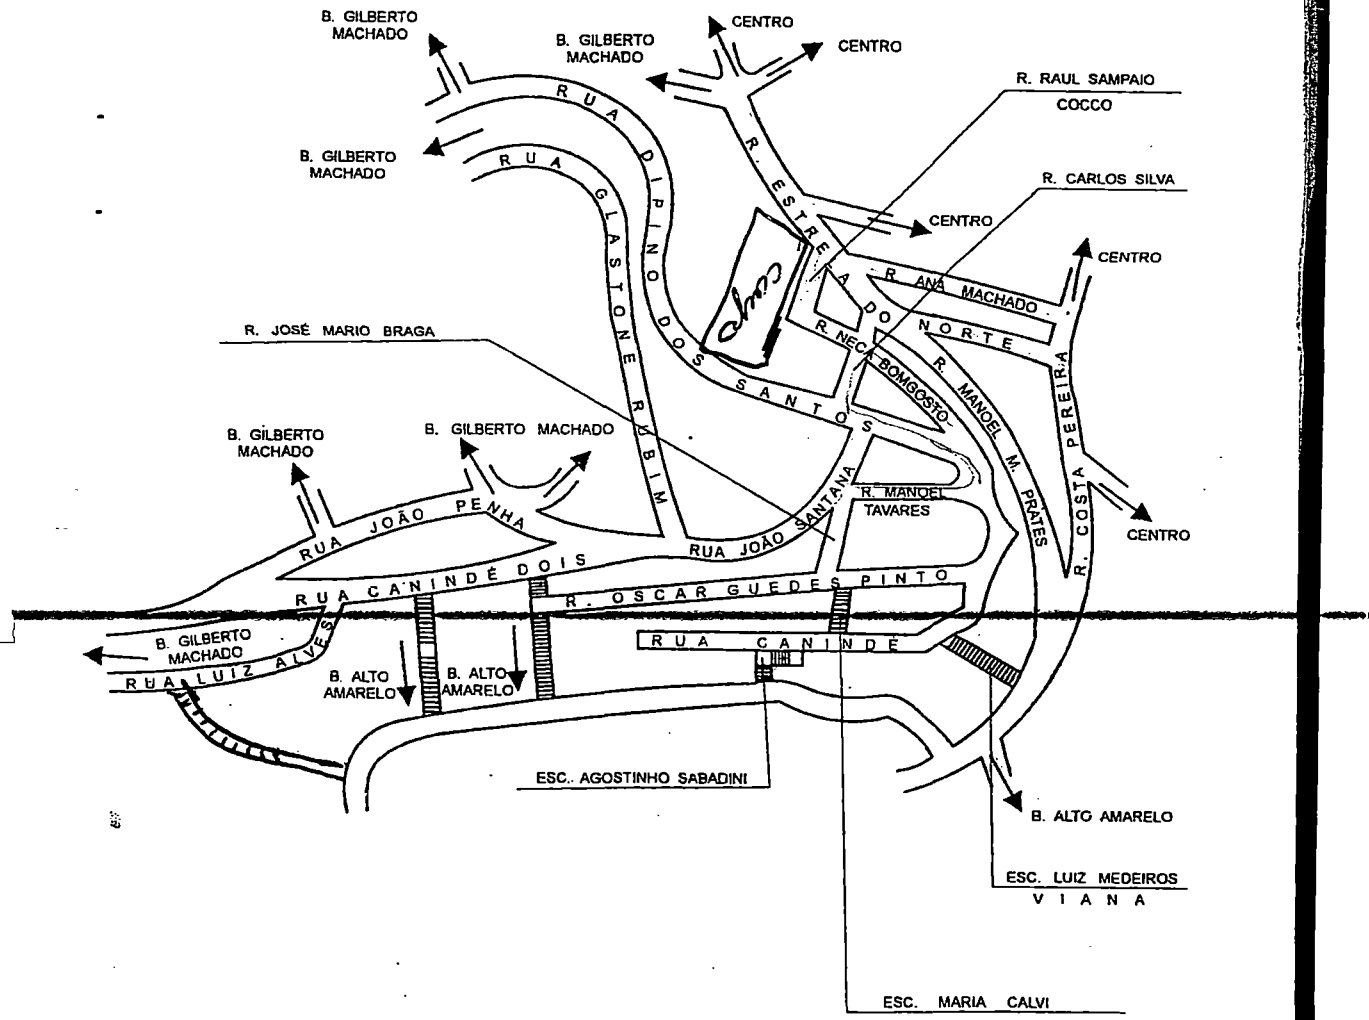 B. GILBERTO
MACHADO
B. GILBERTO
MACHADO
CENTRO
CENTRO
R. RAUL SAMPAIO
COCCO
B. GILBERTO
MACHADO
RUA DIPINO DOS SANTOS
RUA GLASTONE RUBIM
R. ESTRELA DO NORTE
R. CARLOS SILVA
CENTRO
CENTRO
R. ANA MACHADO
R. JOSÉ MARIO BRAGA
R. NECA BOMGOSTO
R. MANOEL M. PRATES
R. COSTA PEREIRA
B. GILBERTO
MACHADO
B. GILBERTO MACHADO
RUA JOÃO PENHA
R. MANOEL
TAVARES
RUA JOÃO SANTANA
CENTRO
RUA CANINDÉ DOIS
R. OSCAR GUEDES PINTO
B. GILBERTO
MACHADO
RUA CANINDÉ
RUA LUIZ ALVES
B. ALTO
AMARELO
B. ALTO
AMARELO
ESC. AGOSTINHO SABADINI
B. ALTO AMARELO
ESC. LUIZ MEDEIROS
VIANA
ESC. MARIA CALVI